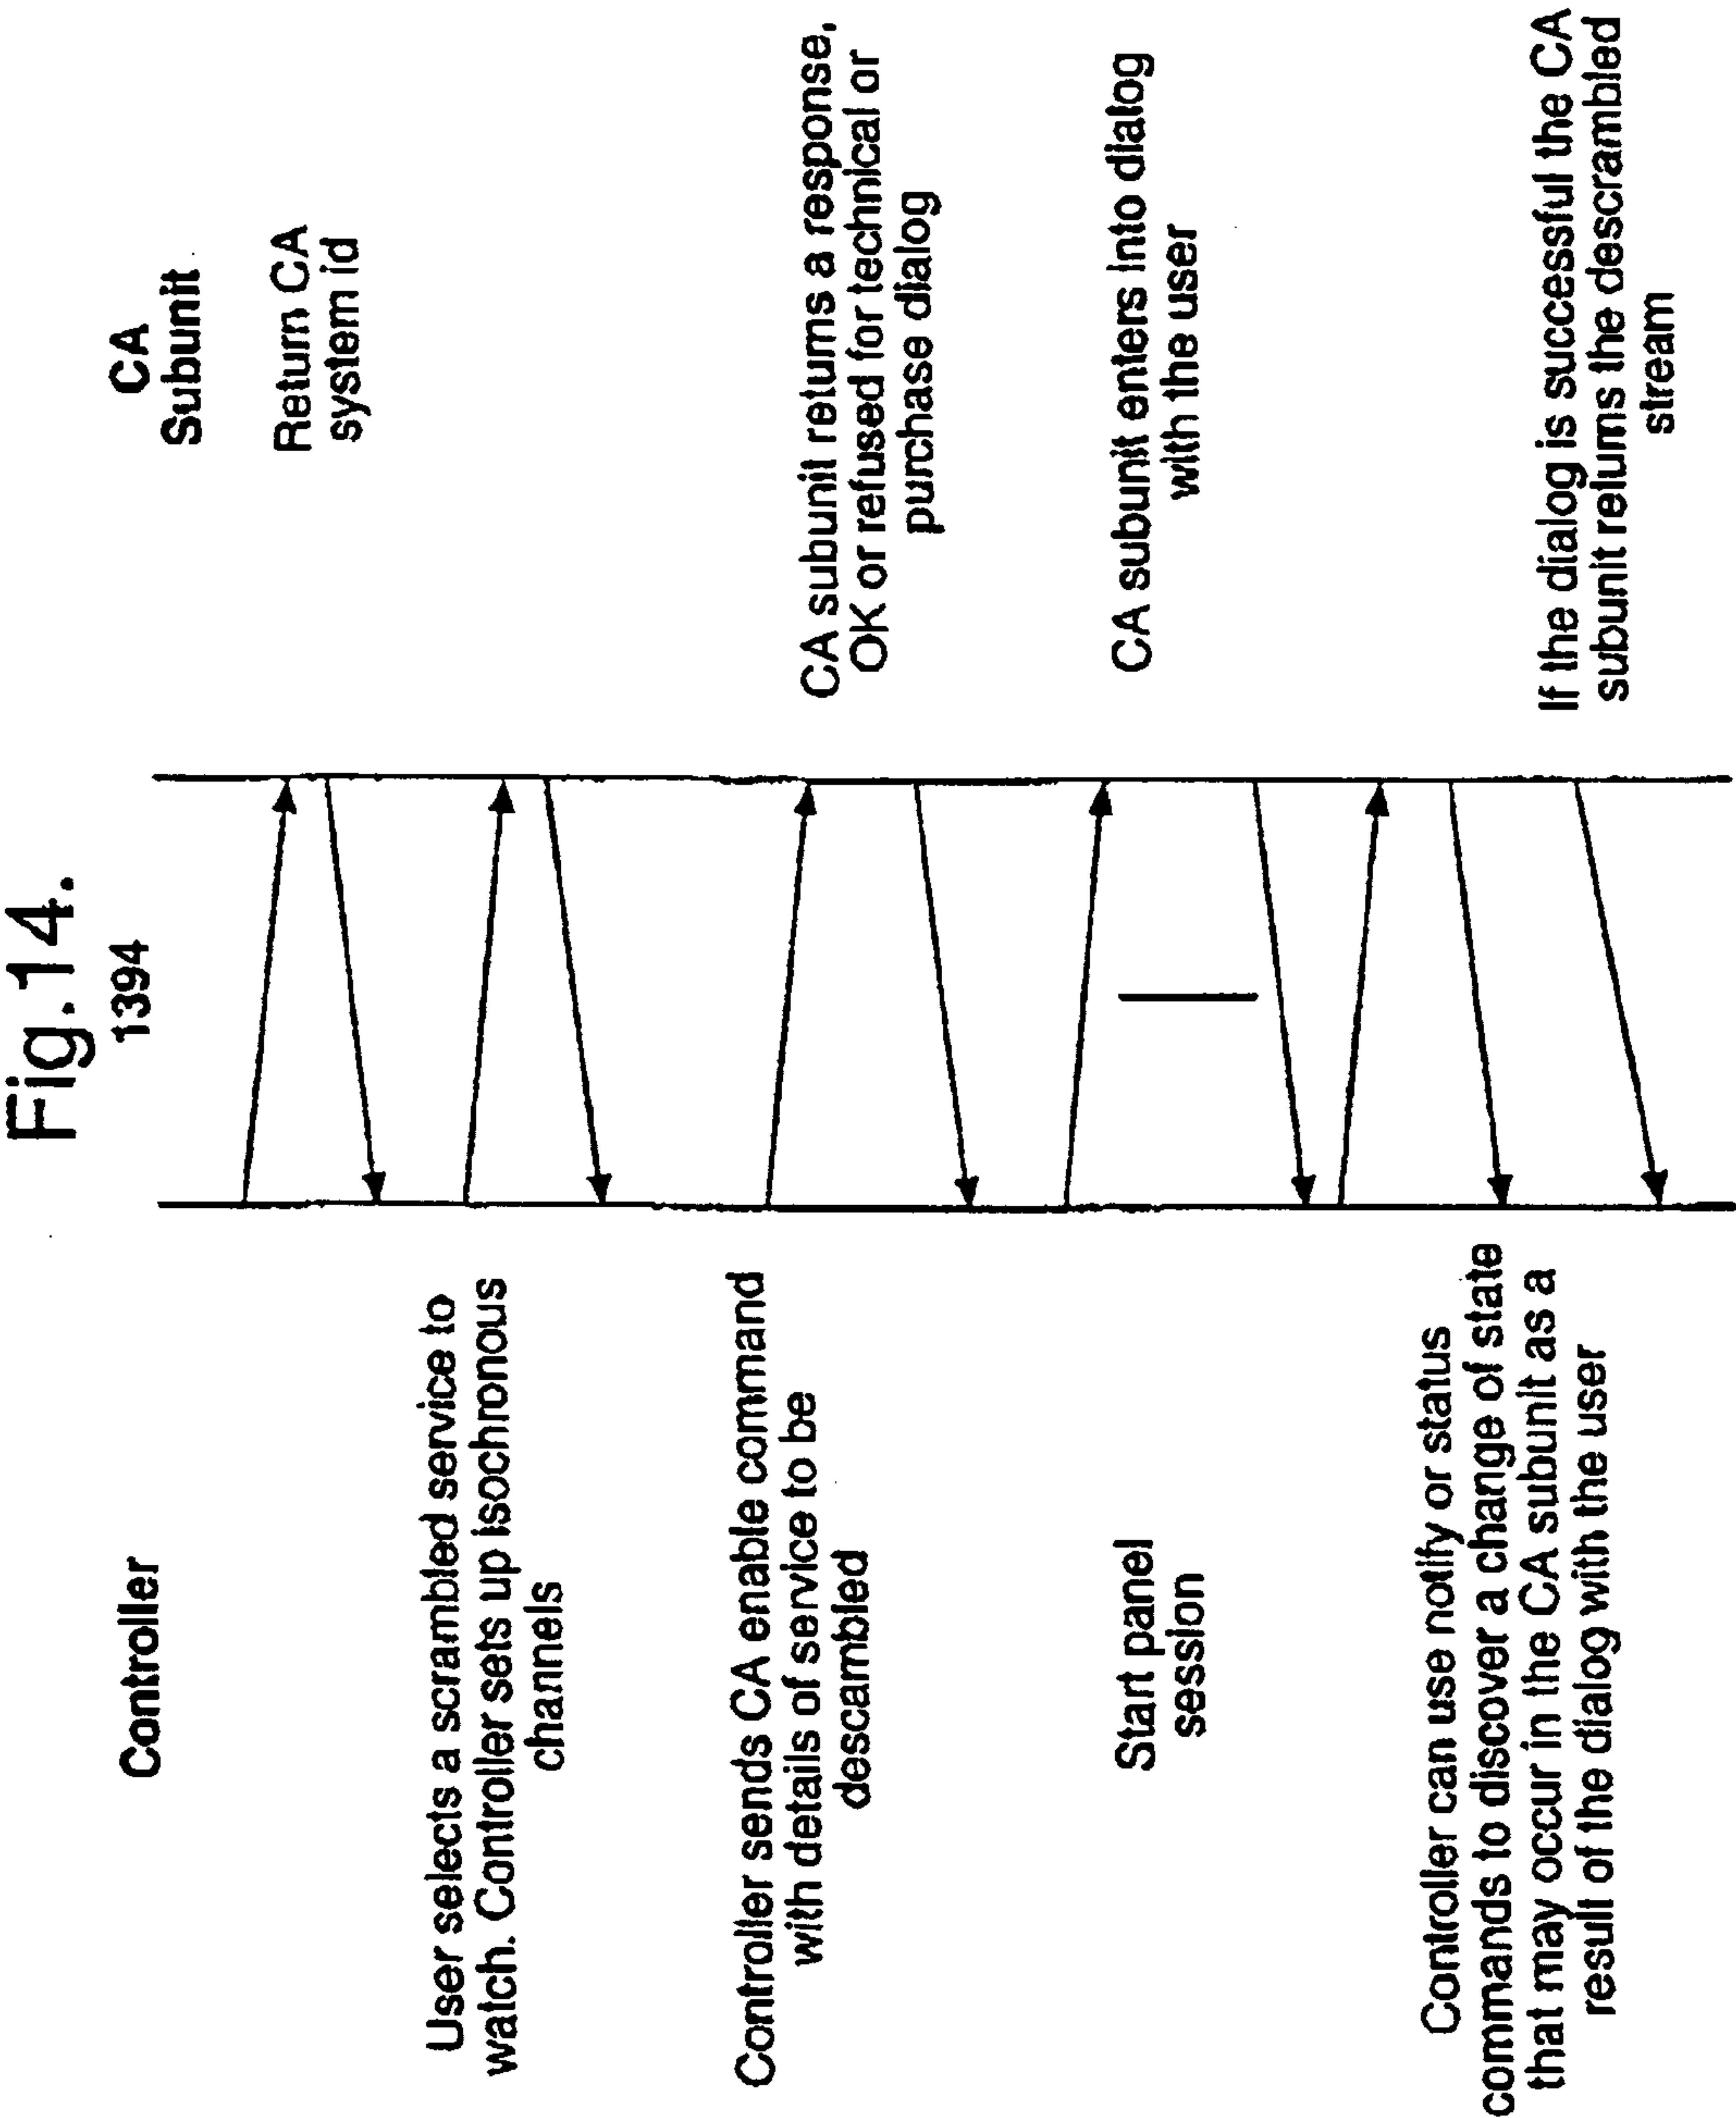 Fig.14.
1394
Controller
CA
Subunit
Return CA
system id
User selects a scrambled service to
watch. Controller sets up isochronous
channels
Controller sends CA enable command
with details of service to be
descambled
CA subunit returns a response.
OK or refused for technical or
purchase dialog
Start panel
session
CA subunit enters into dialog
with the user
Controller can use notify or status
commands to discover a change of state
that may occur in the CA subunit as a
result of the dialog with the user
If the dialog is successful the CA
subunit returns the descrambled
stream